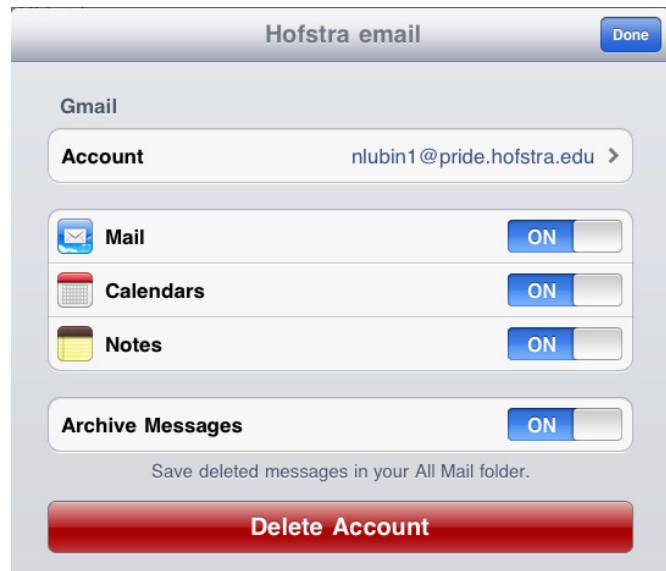 Hofstra email
Done
Gmail
Account nlubin1@pride.hofstra.edu
Mail ON
Calendars ON
Notes ON
Archive Messages ON
Save deleted messages in your All Mail folder.
Delete Account